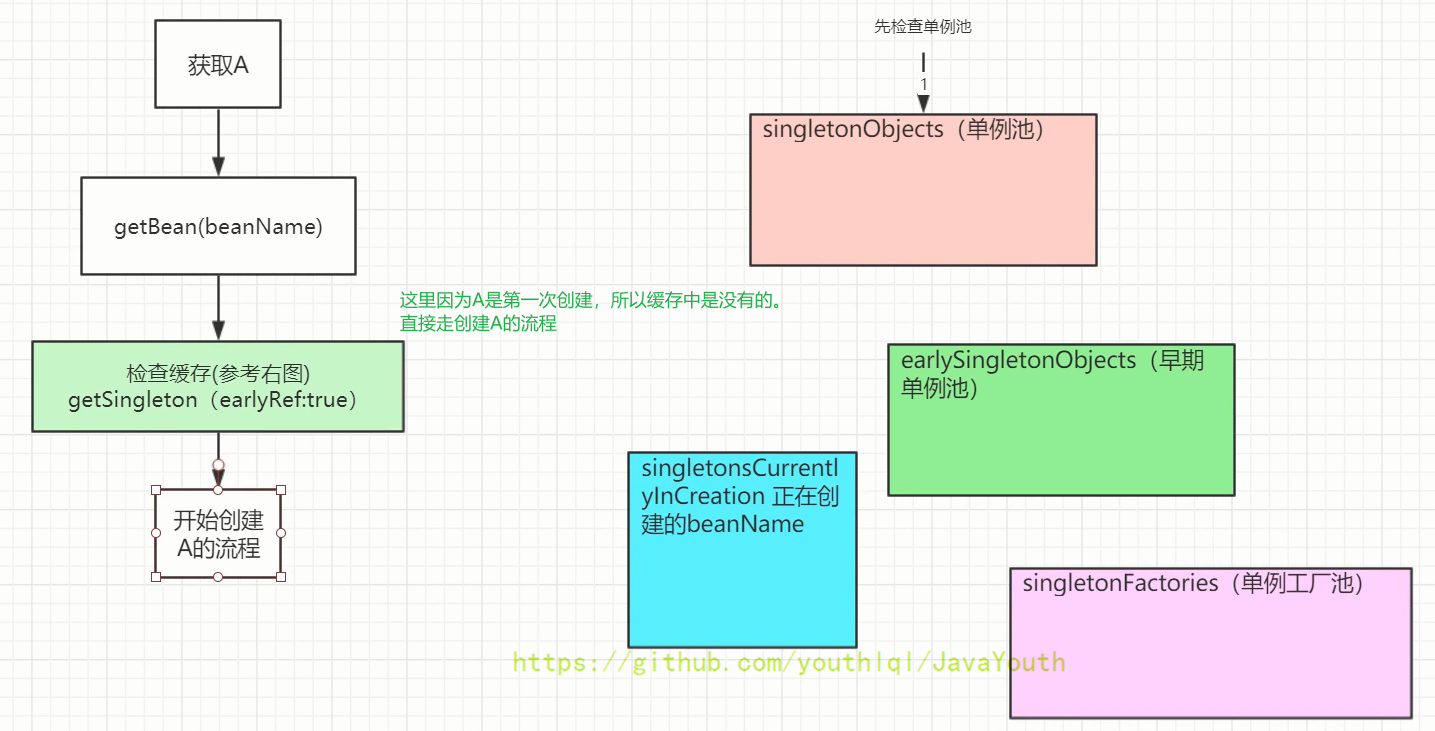 获取A
getBean(beanName)
这里因为A是第一次创建，所以缓存中是没有的。
直接走创建A的流程
检查缓存(参考右图)
getSingleton（earlyRef:true）
开始创建
A的流程
先检查单例池
1
singletonObjects（单例池）
earlySingletonObjects（早期
单例池）
singletonsCurrentl
yInCreation 正在创
建的beanName
singletonFactories（单例工厂池）
https://github.com/youthlql/JavaYouth